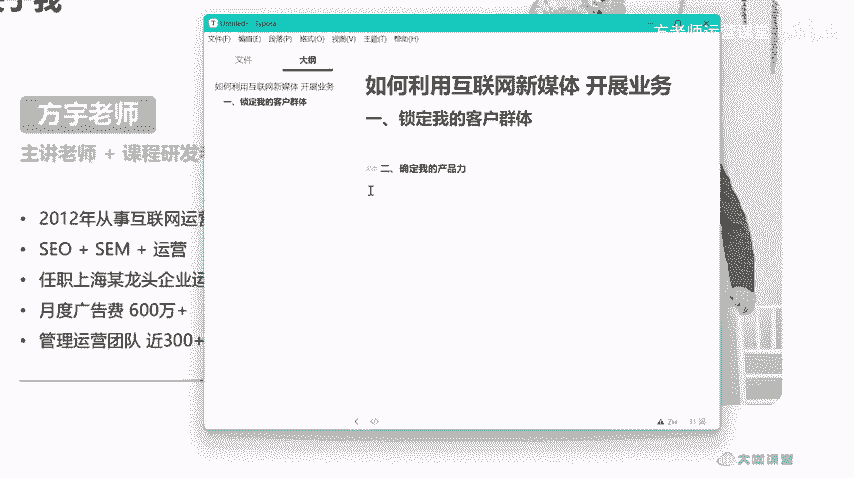 于我
方宇老师
主讲老师 + 课程研发
• 2012年从事互联网运营
• SEO + SEM + 运营
• 任职上海某龙头企业运
• 月度广告费 600万+
• 管理运营团队 近300+
Untitled • - Typora
文件(F) 编辑(E) 段落(P) 格式(O) 视图(V) 主题(T) 帮助(H)
方老师运营课堂
文件 大纲
如何利用互联网新媒体 开展业务
一、锁定我的客户群体
如何利用互联网新媒体 开展业务
一、锁定我的客户群体
二、确定我的产品力
31 词
大微课堂